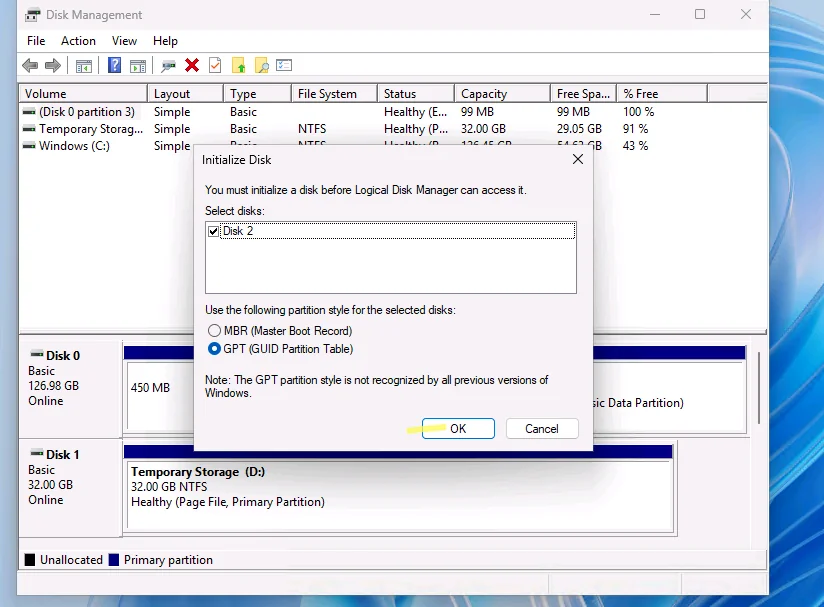 Disk Management
File Action View Help
Volume Layout Type File System Status Capacity Free Spa... % Free
(Disk 0 partition 3) Simple Basic Healthy (E... 99 MB 99 MB 100 %
Temporary Storag... Simple Basic NTFS Healthy (P... 32.00 GB 29.05 GB 91 %
Windows (C:) Simple Basic NTFS 43 %
Initialize Disk
You must initialize a disk before Logical Disk Manager can access it.
Select disks:
Disk 2
Use the following partition style for the selected disks:
MBR (Master Boot Record)
GPT (GUID Partition Table)
Note: The GPT partition style is not recognized by all previous versions of
Windows.
OK Cancel
Disk 0
Basic
126.98 GB
Online
450 MB
sic Data Partition)
Disk 1
Basic
32.00 GB
Online
Temporary Storage (D:)
32.00 GB NTFS
Healthy (Page File, Primary Partition)
Unallocated Primary partition